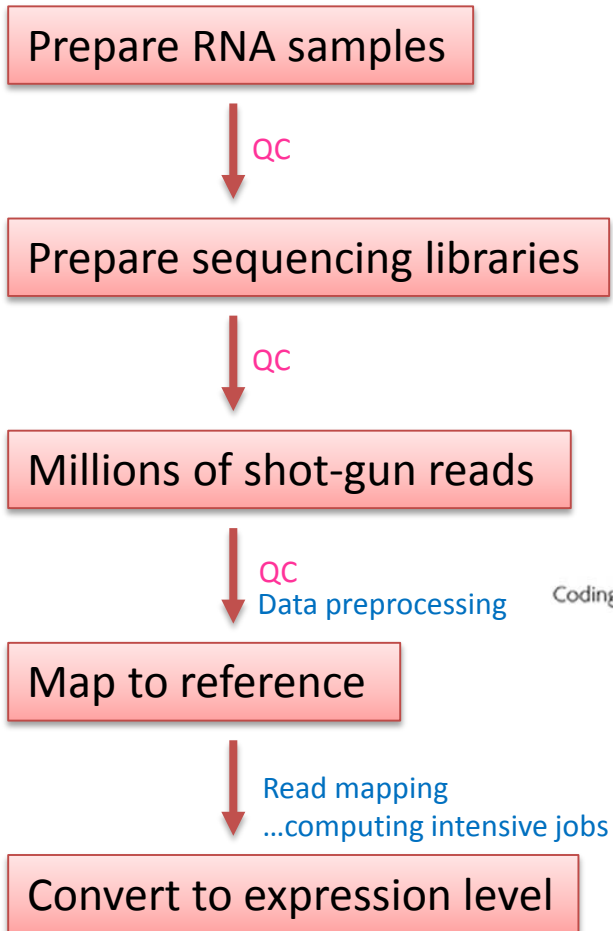 Prepare RNA samples
QC
Prepare sequencing libraries
QC
Millions of shot-gun reads
QC
Data preprocessing
Coding
Map to reference
Read mapping
...computing intensive jobs
Convert to expression level